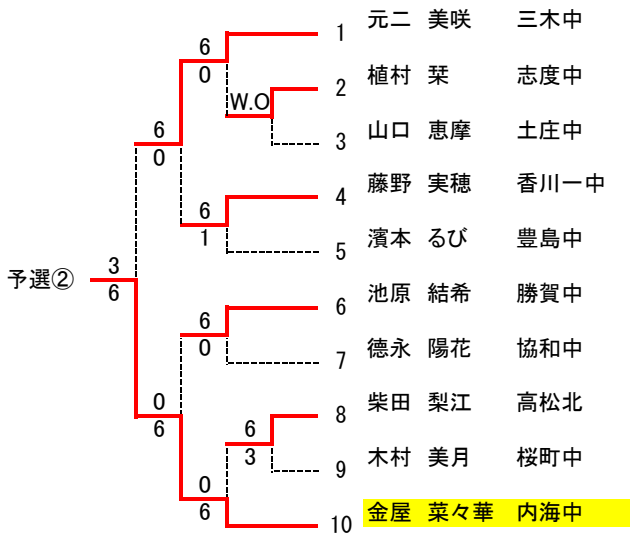 元二 美咲 三木中
6
1
0
植村 栞 志度中
2
W.O
6
山口 恵摩 土庄中
3
0
藤野 実穂 香川一中
4
6
1
濱本 るび 豊島中
5
3
予選②
6
池原 結希 勝賀中
6
6
0
德永 陽花 協和中
7
0
柴田 梨江 高松北
8
6
6
3
木村 美月 桜町中
9
0
6
金屋 菜々華 内海中
10